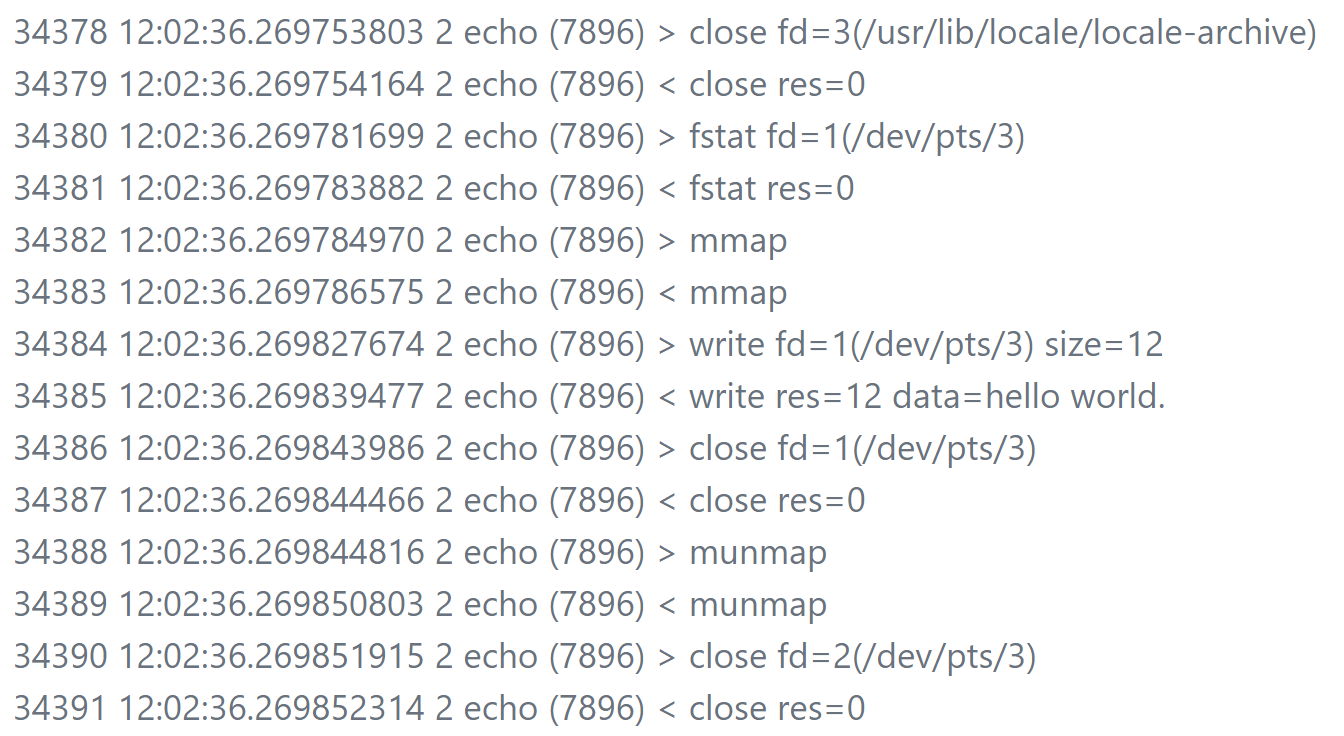 34378 12:02:36.269753803 2 echo (7896) > close fd=3(/usr/lib/locale/locale-archive)
34379 12:02:36.269754164 2 echo (7896) < close res=0
34380 12:02:36.269781699 2 echo (7896) > fstat fd=1(/dev/pts/3)
34381 12:02:36.269783882 2 echo (7896) < fstat res=0
34382 12:02:36.269784970 2 echo (7896) > mmap
34383 12:02:36.269786575 2 echo (7896) < mmap
34384 12:02:36.269827674 2 echo (7896) > write fd=1(/dev/pts/3) size=12
34385 12:02:36.269839477 2 echo (7896) < write res=12 data=hello world.
34386 12:02:36.269843986 2 echo (7896) > close fd=1(/dev/pts/3)
34387 12:02:36.269844466 2 echo (7896) < close res=0
34388 12:02:36.269844816 2 echo (7896) > munmap
34389 12:02:36.269850803 2 echo (7896) < munmap
34390 12:02:36.269851915 2 echo (7896) > close fd=2(/dev/pts/3)
34391 12:02:36.269852314 2 echo (7896) < close res=0